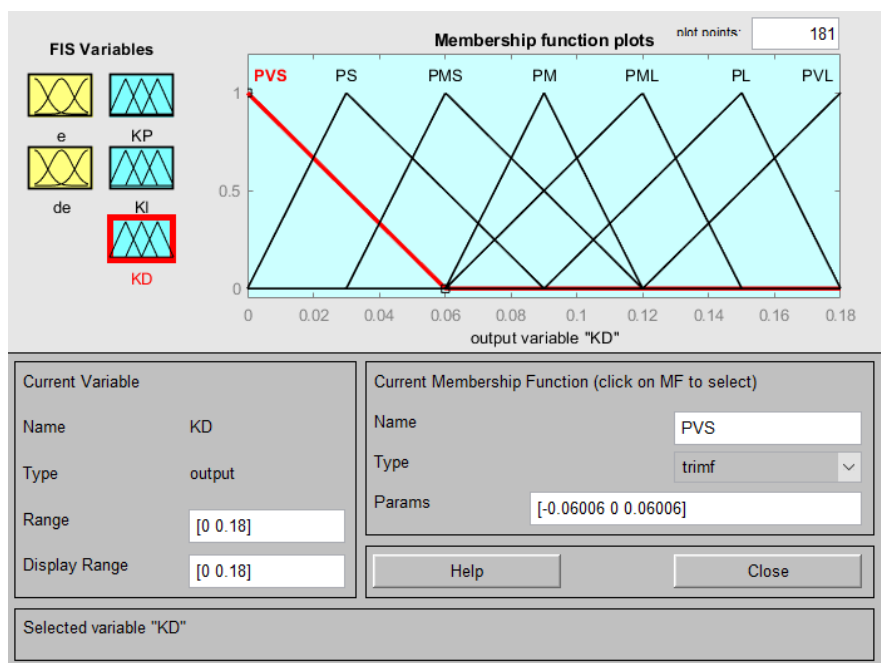 FIS Variables
Membership function plots
plot points: 181
PVS PS PMS PM PML PL PVL
e KP
de KI
KD
1
0.5
0
0 0.02 0.04 0.06 0.08 0.1 0.12 0.14 0.16 0.18
output variable "KD"
Current Variable
Name KD
Type output
Range [0 0.18]
Display Range [0 0.18]
Current Membership Function (click on MF to select)
Name PVS
Type trimf
Params [-0.06006 0 0.06006]
Help Close
Selected variable "KD"